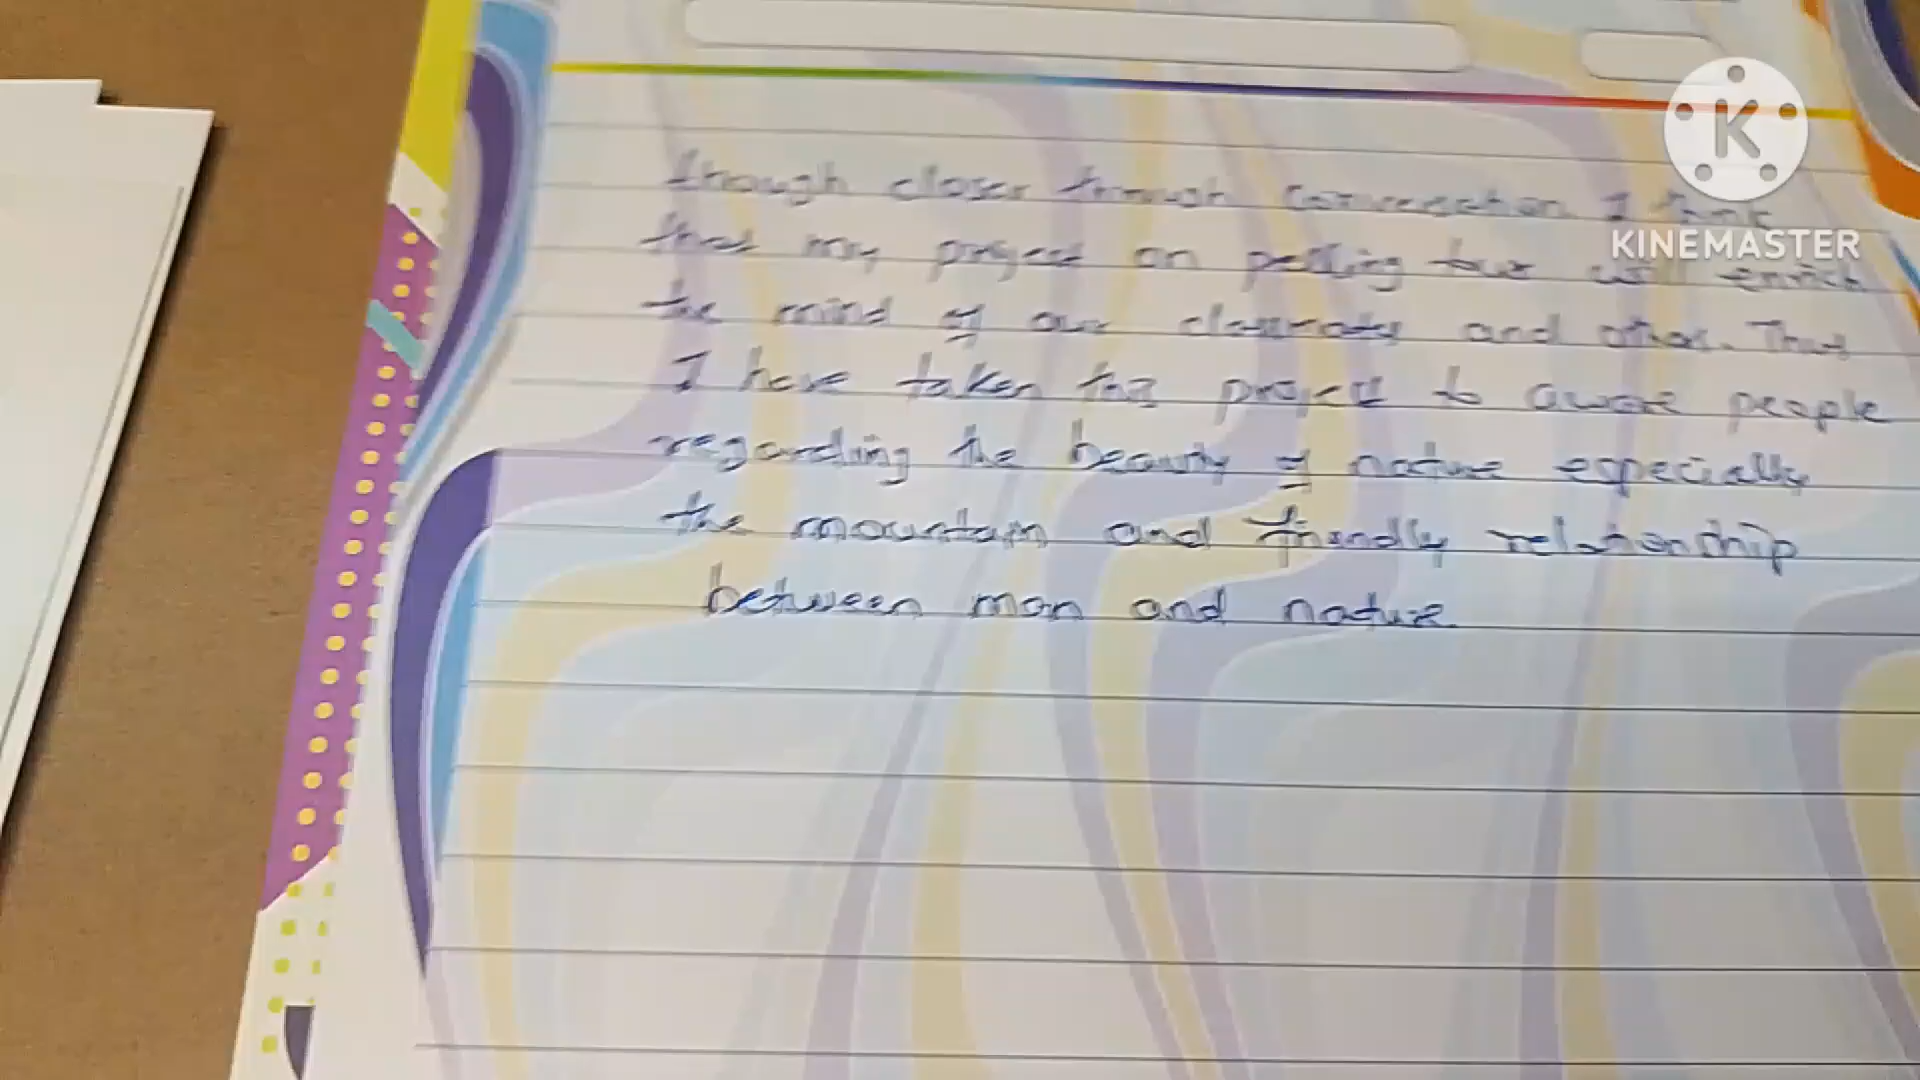 though closer through conversation I think
KINEMASTER
that my project on pelling tour will enrich
the mind of our classmates and other. Thus
I have taken this project to aware people
regarding the beauty of nature especially
the mountain and friendly relationship
between man and nature.